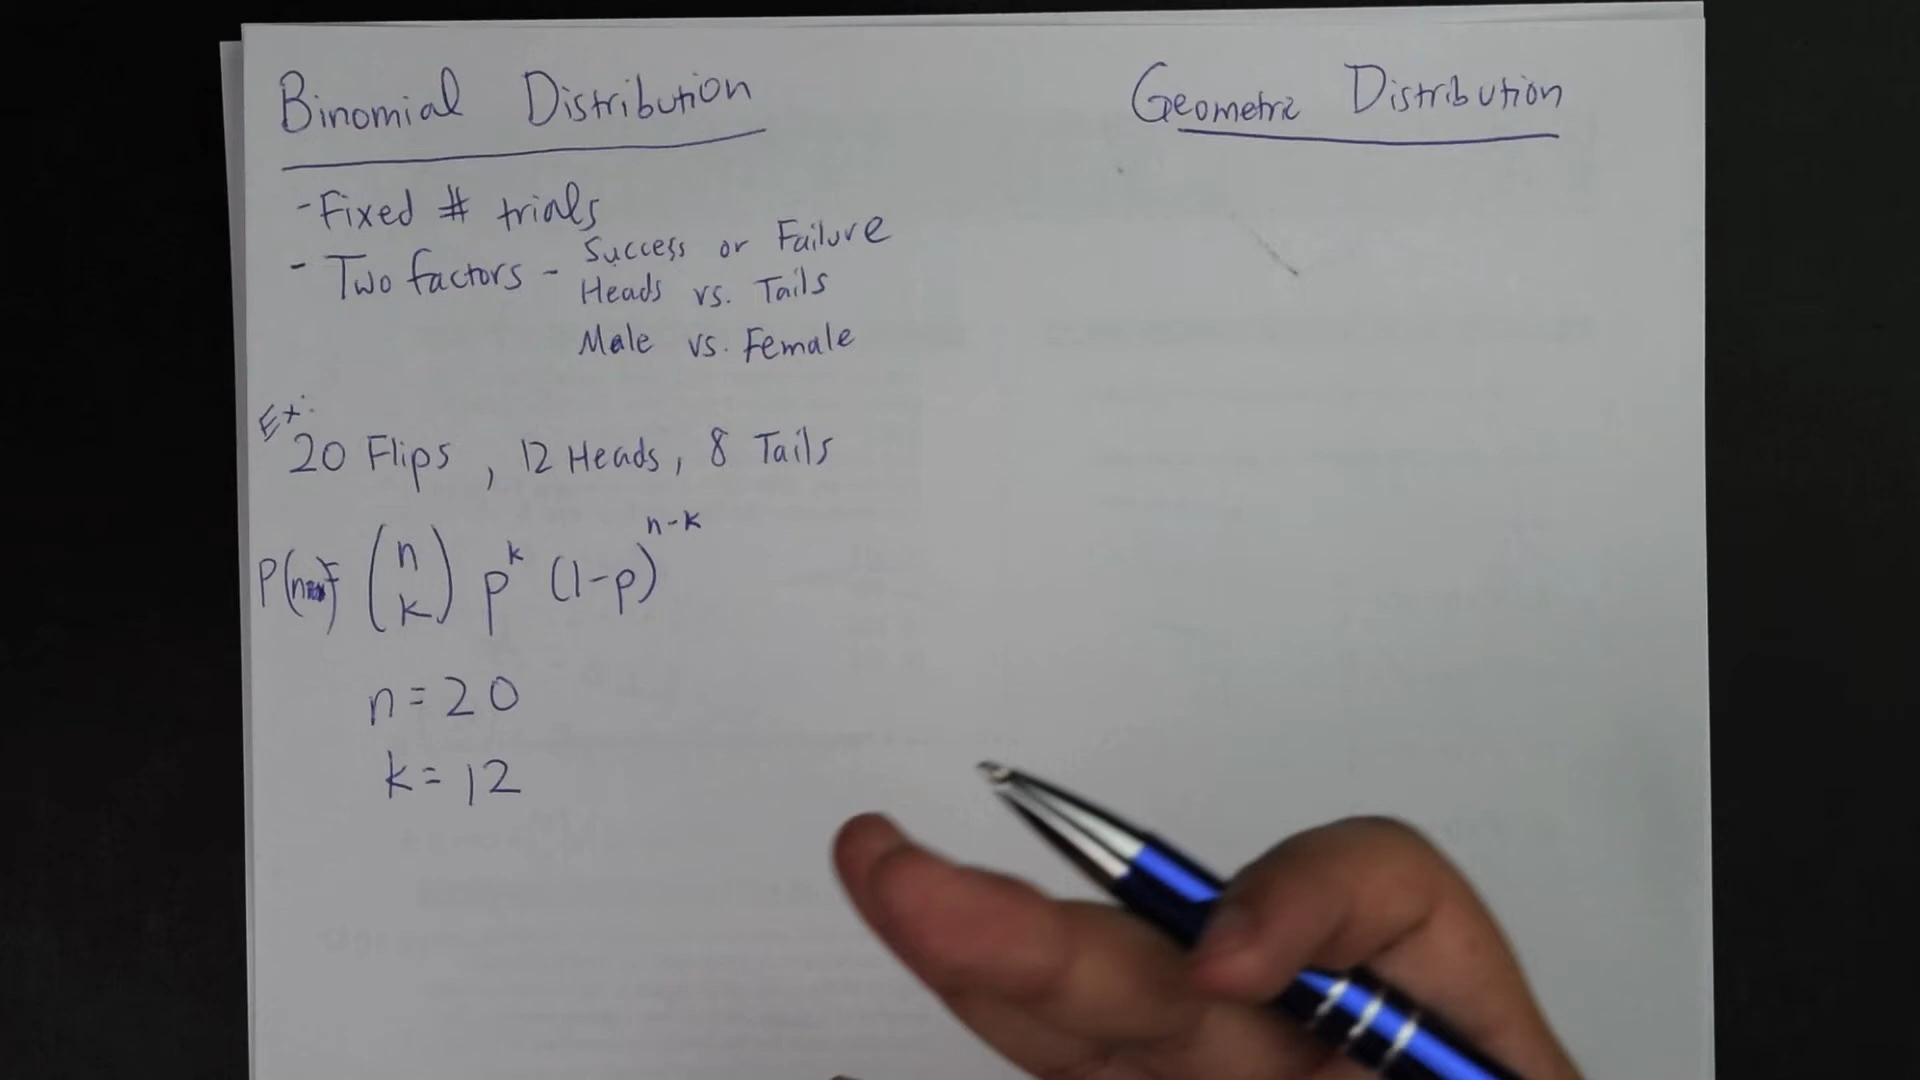 Binomial Distribution
- Fixed # trials
- Two factors - Success or Failure
Heads vs. Tails
Male vs. Female
Ex:
20 Flips, 12 Heads, 8 Tails
(n k) p^k (1-p)^n-k
n = 20
k = 12
Geometric Distribution